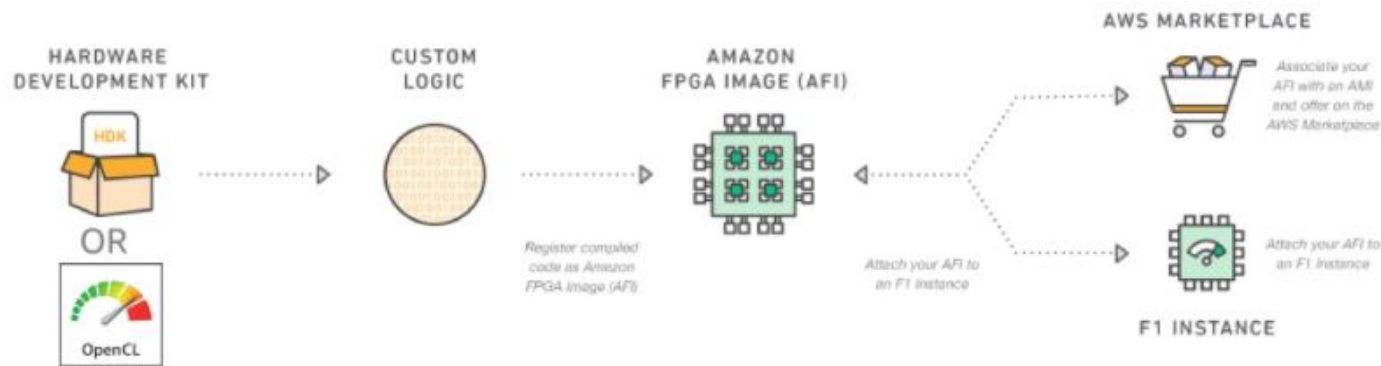 HARDWARE
DEVELOPMENT KIT
HDK
OR
OpenCL
CUSTOM
LOGIC
Register compiled
code as Amazon
FPGA Image (AFI)
AMAZON
FPGA IMAGE (AFI)
Attach your AFI to
an F1 Instance
AWS MARKETPLACE
Associate your
AFI with an AMI
and offer on the
AWS Marketplace
Attach your AFI to
an F1 Instance
F1 INSTANCE